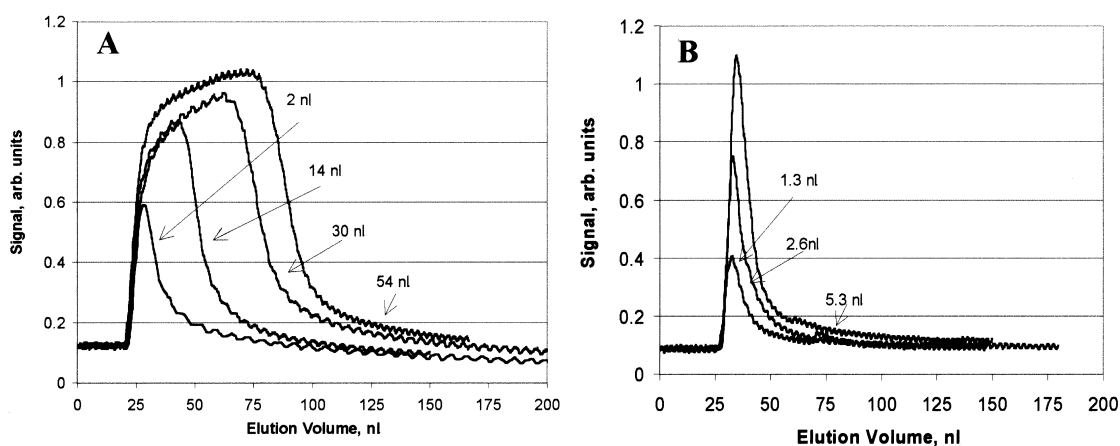 A
1.2
1
0.8
0.6
0.4
0.2
0
Signal, arb. units
2 nl
14 nl
30 nl
54 nl
0 25 50 75 100 125 150 175 200
Elution Volume, nl
B
1.2
1
0.8
0.6
0.4
0.2
0
Signal, arb. units
1.3 nl
2.6nl
5.3 nl
0 25 50 75 100 125 150 175 200
Elution Volume, nl